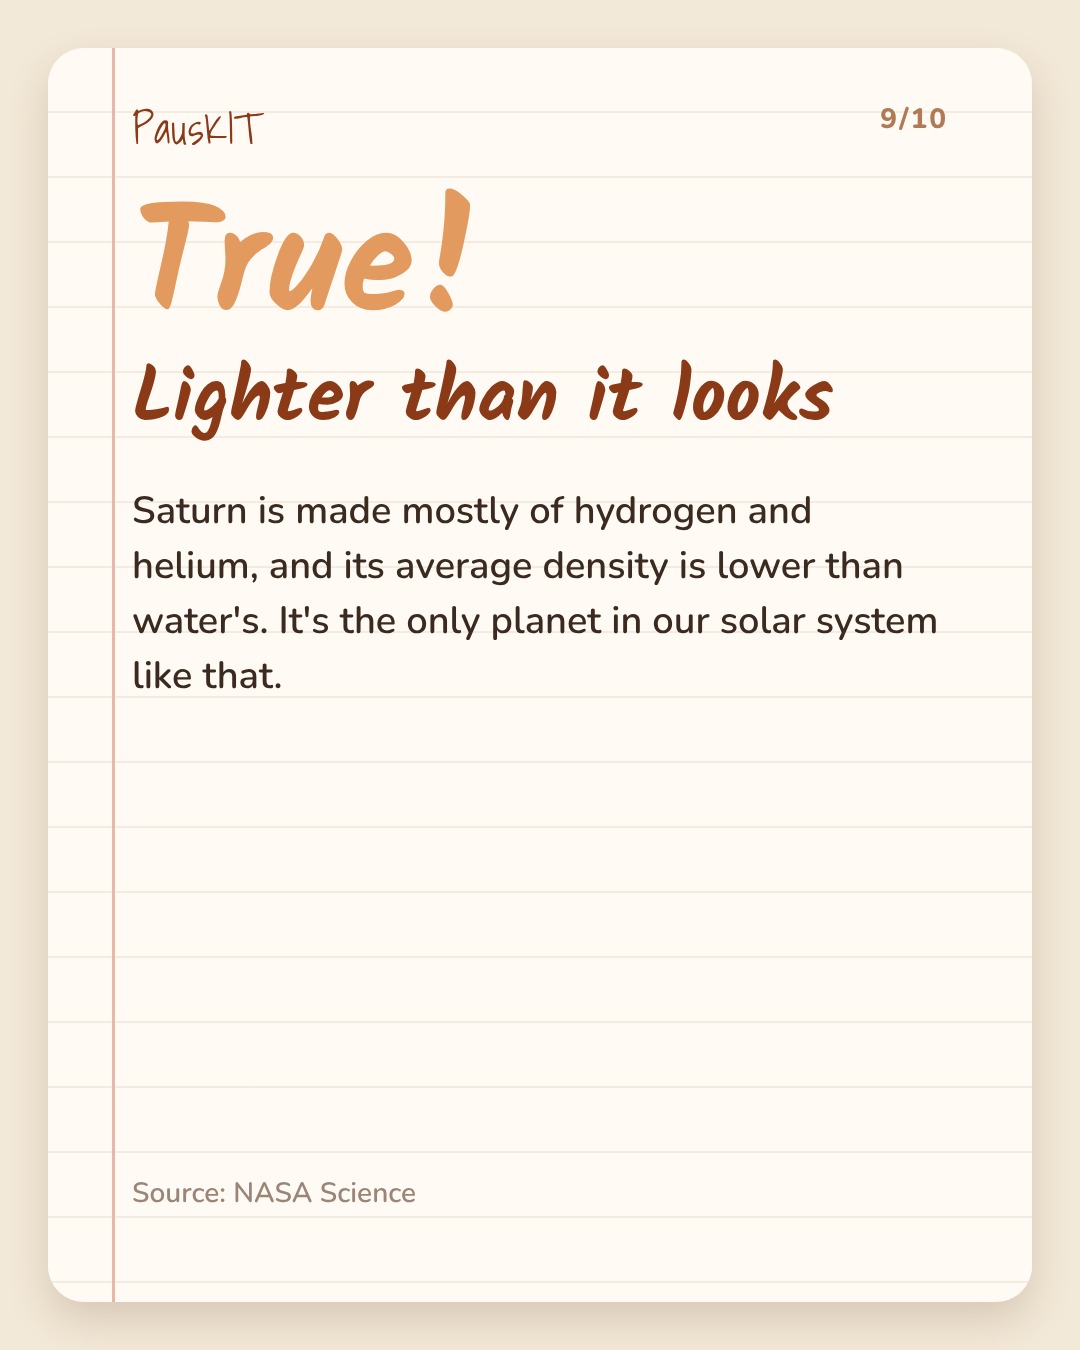 PausKIT
9/10
True!
Lighter than it looks
Saturn is made mostly of hydrogen and
helium, and its average density is lower than
water's. It's the only planet in our solar system
like that.
Source: NASA Science